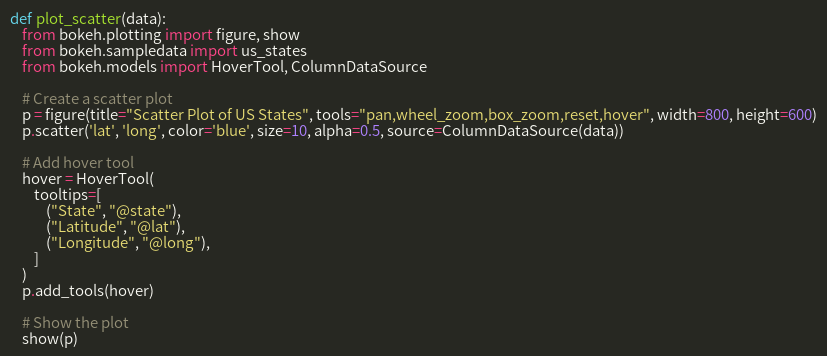 def plot_scatter(data):
    from bokeh.plotting import figure, show
    from bokeh.sampledata import us_states
    from bokeh.models import HoverTool, ColumnDataSource

    # Create a scatter plot
    p = figure(title="Scatter Plot of US States", tools="pan,wheel_zoom,box_zoom,reset,hover", width=800, height=600)
    p.scatter('lat', 'long', color='blue', size=10, alpha=0.5, source=ColumnDataSource(data))

    # Add hover tool
    hover = HoverTool(
        tooltips=[
            ("State", "@state"),
            ("Latitude", "@lat"),
            ("Longitude", "@long"),
        ]
    )
    p.add_tools(hover)

    # Show the plot
    show(p)